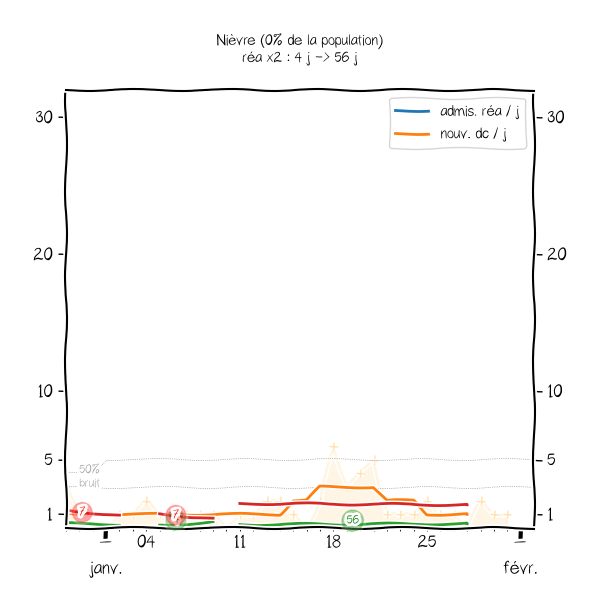 Nièvre (0% de la population)
réa x2 : 4 j -> 56 j
admis. réa / j
nouv. dc / j
30 30
20 20
10 10
5 5
50%
bruit
1 1
7 7 56
04 11 18 25
janv. févr.